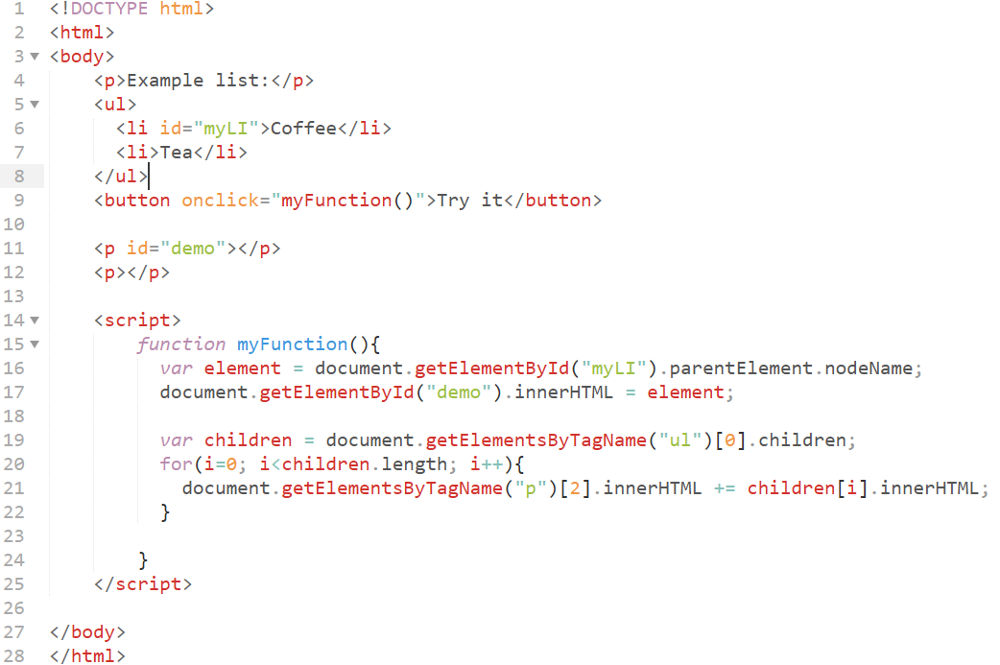 1 <!DOCTYPE html>
2 <html>
3 <body>
4     <p>Example list:</p>
5     <ul>
6       <li id="myLI">Coffee</li>
7       <li>Tea</li>
8     </ul>
9     <button onclick="myFunction()">Try it</button>
10
11     <p id="demo"></p>
12     <p></p>
13
14     <script>
15         function myFunction(){
16           var element = document.getElementById("myLI").parentElement.nodeName;
17           document.getElementById("demo").innerHTML = element;
18
19           var children = document.getElementsByTagName("ul")[0].children;
20           for(i=0; i<children.length; i++){
21             document.getElementsByTagName("p")[2].innerHTML += children[i].innerHTML;
22           }
23
24         }
25     </script>
26
27 </body>
28 </html>